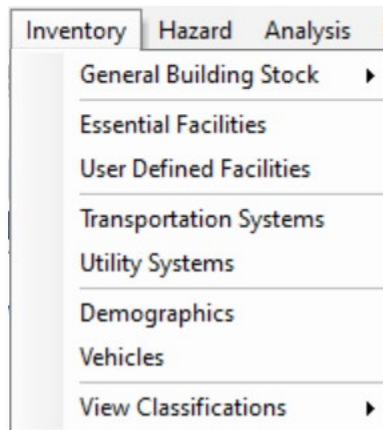 Inventory Hazard Analysis
General Building Stock
Essential Facilities
User Defined Facilities
Transportation Systems
Utility Systems
Demographics
Vehicles
View Classifications